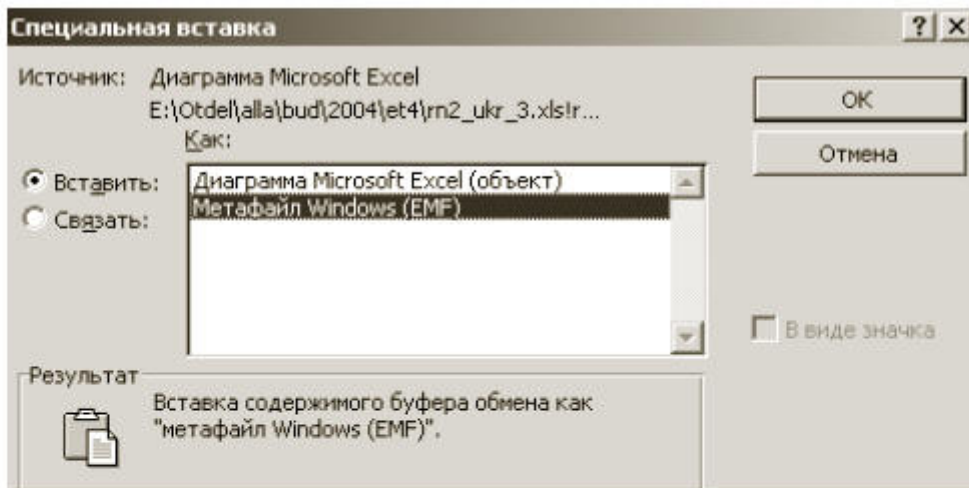 Специальная вставка
Источник: Диаграмма Microsoft Excel
E:\Otdel\alla\bud\2004\et4\rn2_ukr_3.xls!r...
Как:
Вставить:
Связать:
Диаграмма Microsoft Excel (объект)
Метафайл Windows (EMF)
ОК
Отмена
В виде значка
Результат
Вставка содержимого буфера обмена как
"метафайл Windows (EMF)".